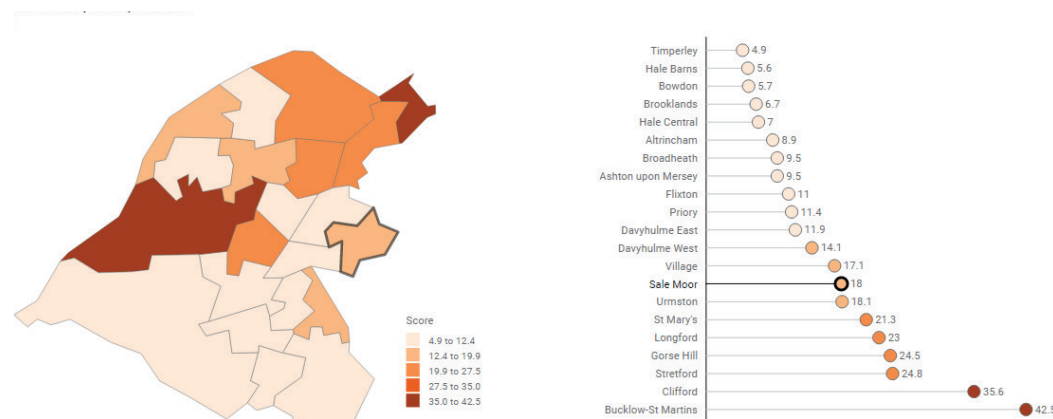 Score
4.9 to 12.4
12.4 to 19.9
19.9 to 27.5
27.5 to 35.0
35.0 to 42.5
Timperley 4.9
Hale Barns 5.6
Bowdon 5.7
Brooklands 6.7
Hale Central 7
Altrincham 8.9
Broadheath 9.5
Ashton upon Mersey 9.5
Flixton 11
Priory 11.4
Davyhulme East 11.9
Davyhulme West 14.1
Village 17.1
Sale Moor 18
Urmston 18.1
St Mary's 21.3
Longford 23
Gorse Hill 24.5
Stretford 24.8
Clifford 35.6
Bucklow-St Martins 42.5